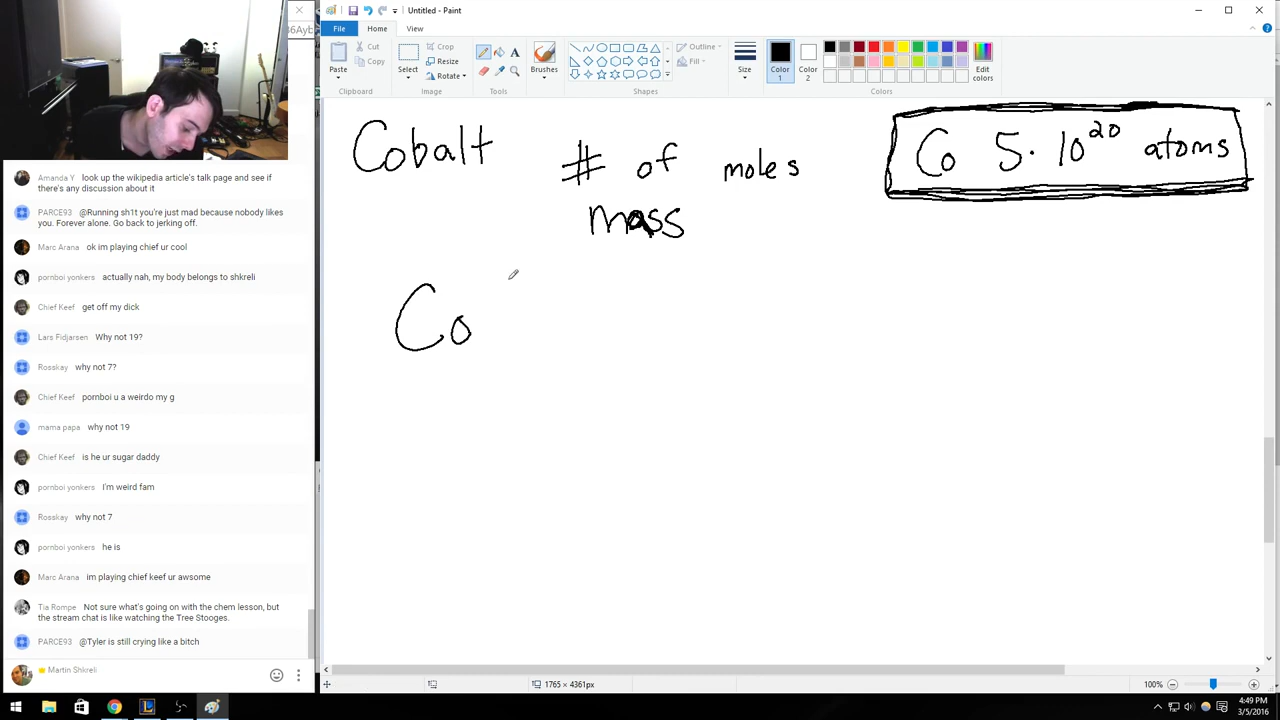 36Ayb
Untitled - Paint
File Home View
Paste Cut Copy Clipboard
Select Crop Resize Rotate Image
Tools
Brushes
Outline Fill Shapes
Size
Color 1 Color 2 Edit colors Colors
Cobalt # of moles
mass
Co 5 · 10²⁰ atoms
Co
Amanda Y look up the wikipedia article's talk page and see if
there's any discussion about it
PARCE93 @Running sh1t you're just mad because nobody likes
you. Forever alone. Go back to jerking off.
Marc Arana ok im playing chief ur cool
pornboi yonkers actually nah, my body belongs to shkreli
Chief Keef get off my dick
Lars Fidjarsen Why not 19?
Rosskay why not 7?
Chief Keef pornboi u a weirdo my g
mama papa why not 19
Chief Keef is he ur sugar daddy
pornboi yonkers I'm weird fam
Rosskay why not 7
pornboi yonkers he is
Marc Arana im playing chief keef ur awsome
Tia Rompe Not sure what's going on with the chem lesson, but
the stream chat is like watching the Tree Stooges.
PARCE93 @Tyler is still crying like a bitch
Martin Shkreli
1765 × 4361px
100%
4:49 PM
3/5/2016